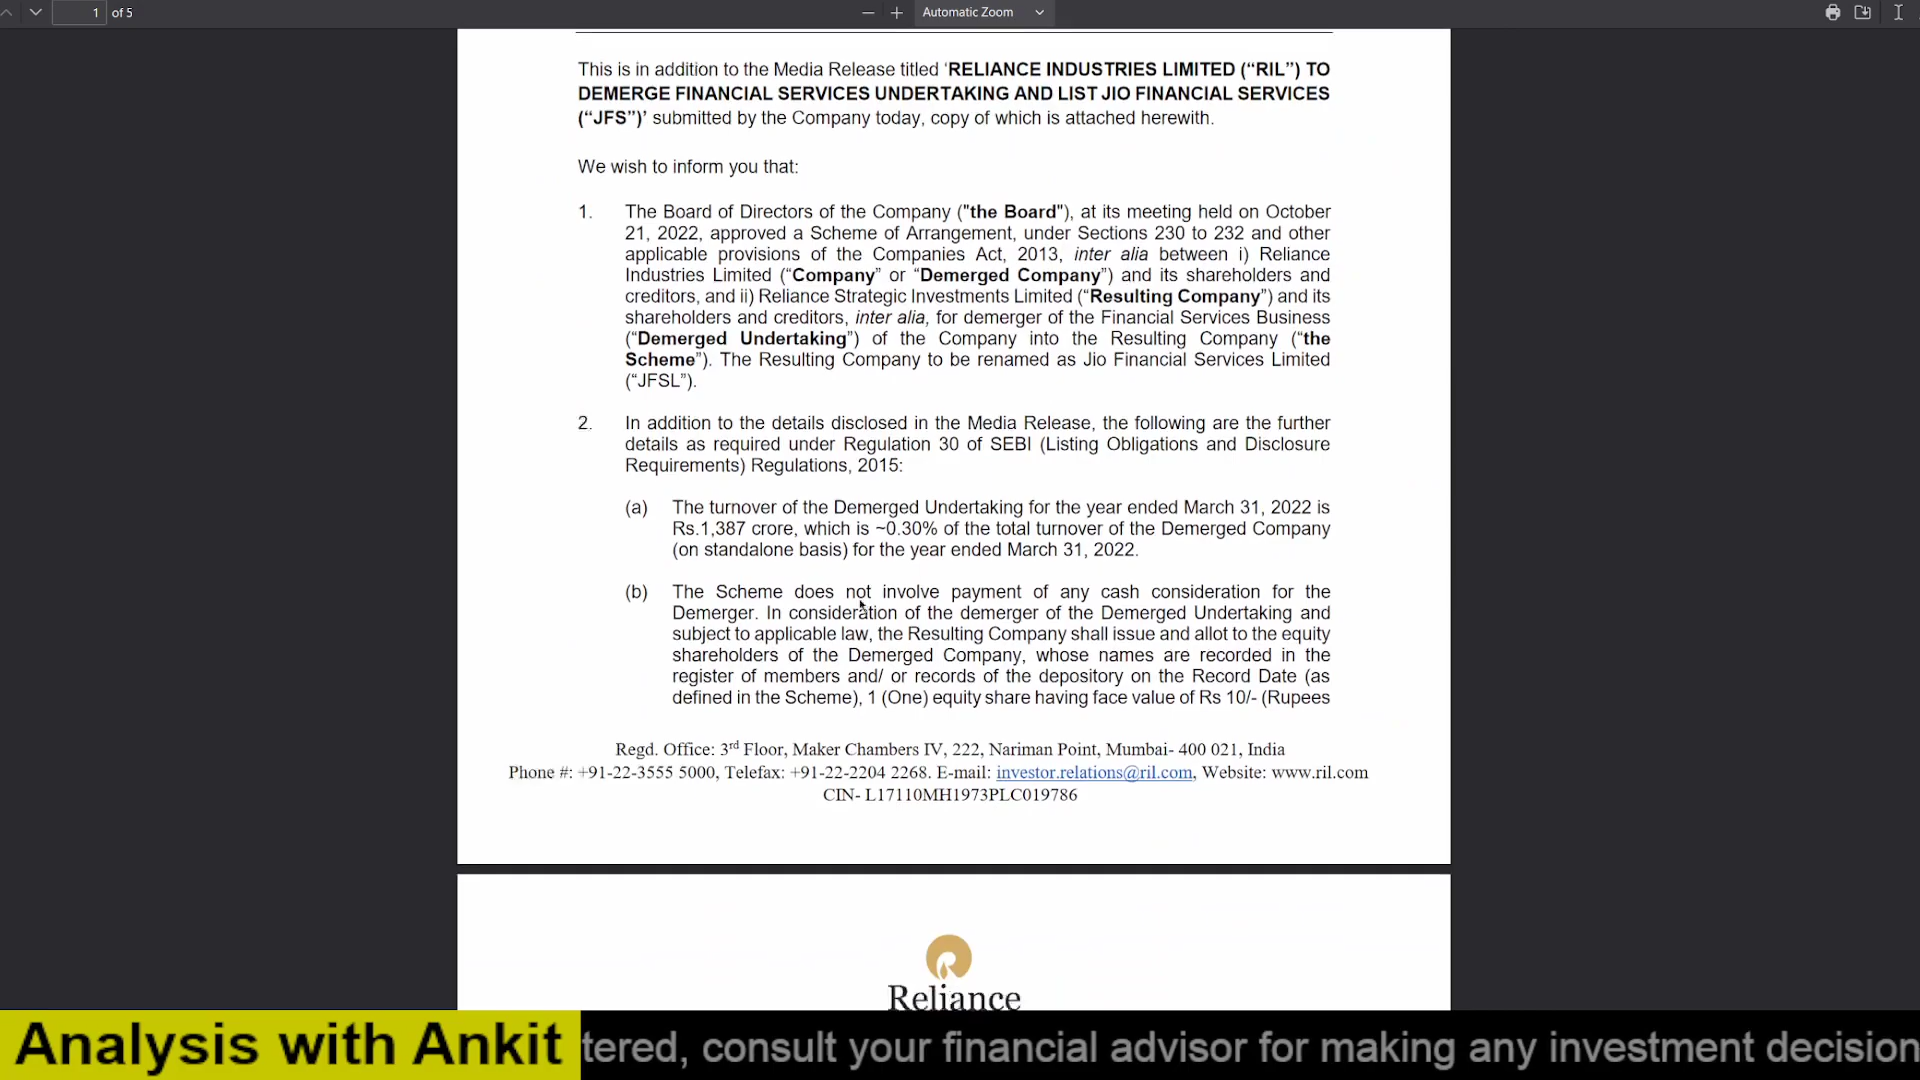 1 of 5 Automatic Zoom
This is in addition to the Media Release titled ‘RELIANCE INDUSTRIES LIMITED (“RIL”) TO
DEMERGE FINANCIAL SERVICES UNDERTAKING AND LIST JIO FINANCIAL SERVICES
(“JFS”)’ submitted by the Company today, copy of which is attached herewith.
We wish to inform you that:
1. The Board of Directors of the Company ("the Board"), at its meeting held on October
21, 2022, approved a Scheme of Arrangement, under Sections 230 to 232 and other
applicable provisions of the Companies Act, 2013, inter alia between i) Reliance
Industries Limited (“Company” or “Demerged Company”) and its shareholders and
creditors, and ii) Reliance Strategic Investments Limited (“Resulting Company”) and its
shareholders and creditors, inter alia, for demerger of the Financial Services Business
(“Demerged Undertaking”) of the Company into the Resulting Company (“the
Scheme”). The Resulting Company to be renamed as Jio Financial Services Limited
(“JFSL”).
2. In addition to the details disclosed in the Media Release, the following are the further
details as required under Regulation 30 of SEBI (Listing Obligations and Disclosure
Requirements) Regulations, 2015:
(a) The turnover of the Demerged Undertaking for the year ended March 31, 2022 is
Rs.1,387 crore, which is ~0.30% of the total turnover of the Demerged Company
(on standalone basis) for the year ended March 31, 2022.
(b) The Scheme does not involve payment of any cash consideration for the
Demerger. In consideration of the demerger of the Demerged Undertaking and
subject to applicable law, the Resulting Company shall issue and allot to the equity
shareholders of the Demerged Company, whose names are recorded in the
register of members and/ or records of the depository on the Record Date (as
defined in the Scheme), 1 (One) equity share having face value of Rs 10/- (Rupees
Regd. Office: 3rd Floor, Maker Chambers IV, 222, Nariman Point, Mumbai- 400 021, India
Phone #: +91-22-3555 5000, Telefax: +91-22-2204 2268. E-mail: investor.relations@ril.com, Website: www.ril.com
CIN- L17110MH1973PLC019786
Reliance
Analysis with Ankit tered, consult your financial advisor for making any investment decision